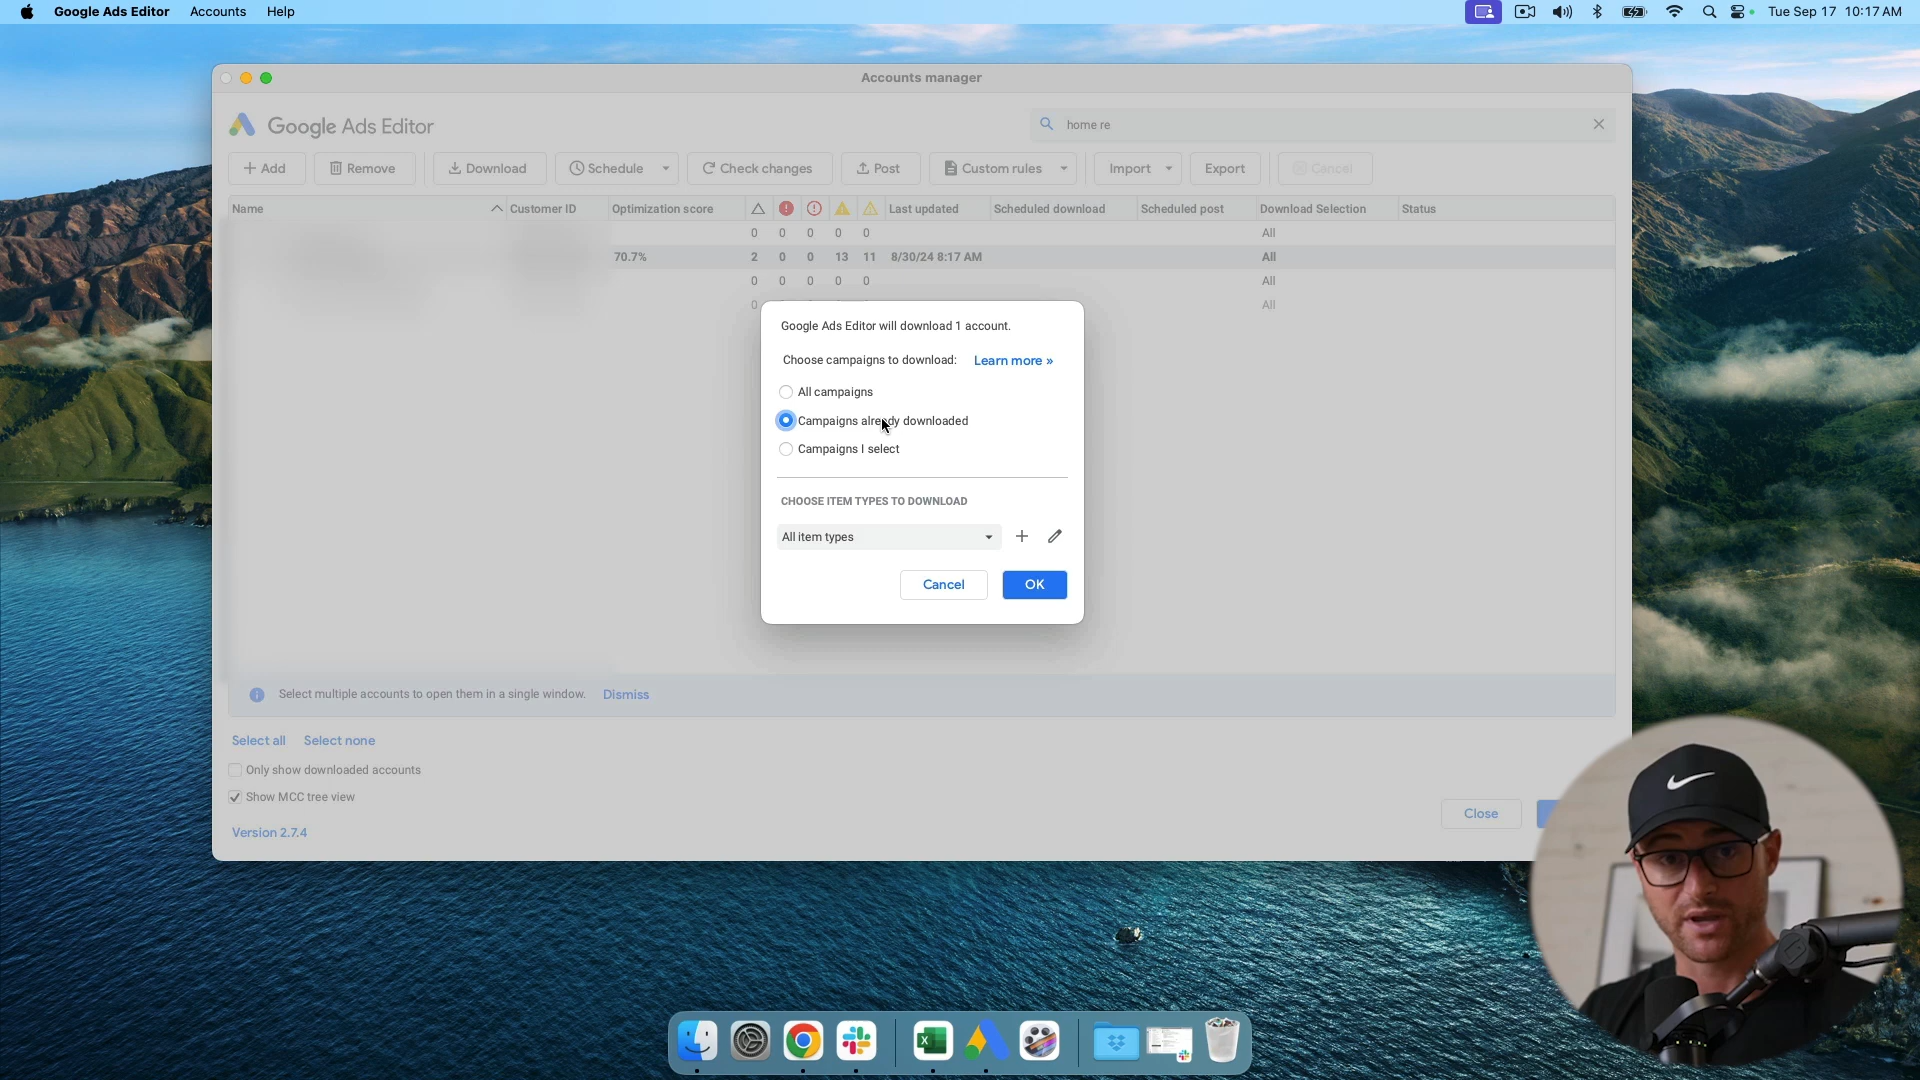 Google Ads Editor Accounts Help Tue Sep 17 10:17 AM
Accounts manager
Google Ads Editor home re
Add Remove Download Schedule Check changes Post Custom rules Import Export Cancel
Name Customer ID Optimization score Last updated Scheduled download Scheduled post Download Selection Status
0 0 0 0 0 All
70.7% 2 0 0 13 11 8/30/24 8:17 AM All
0 0 0 0 0 All
0 All
Google Ads Editor will download 1 account.
Choose campaigns to download: Learn more »
All campaigns
Campaigns already downloaded
Campaigns I select
CHOOSE ITEM TYPES TO DOWNLOAD
All item types
Cancel OK
Select multiple accounts to open them in a single window. Dismiss
Select all Select none
Only show downloaded accounts
Show MCC tree view
Close
Version 2.7.4